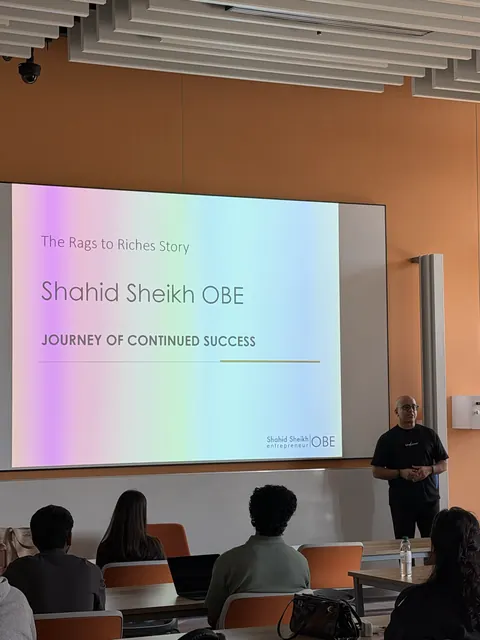 The Rags to Riches Story
Shahid Sheikh OBE
JOURNEY OF CONTINUED SUCCESS
Shahid Sheikh
entrepreneur
OBE